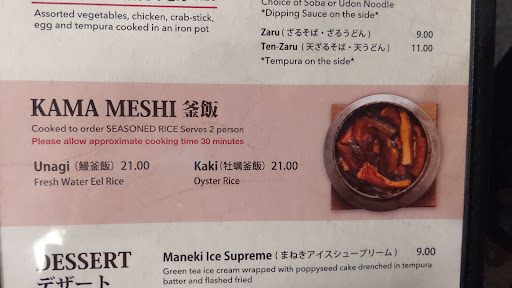 Assorted vegetables, chicken, crab-stick,
egg and tempura cooked in an iron pot
Choice of Soba or Udon Noodle
*Dipping Sauce on the side*
Zaru (ざるそば・ざるうどん) 9.00
Ten-Zaru (天ざるそば・天うどん) 11.00
*Tempura on the side*
KAMA MESHI 釜飯
Cooked to order SEASONED RICE Serves 2 person
Please allow approximate cooking time 30 minutes
Unagi (鰻釜飯) 21.00
Fresh Water Eel Rice
Kaki (牡蠣釜飯) 21.00
Oyster Rice
DESSERT
デザート
Maneki Ice Supreme (まねきアイスシュープリーム) 9.00
Green tea ice cream wrapped with poppyseed cake drenched in tempura
batter and flashed fried